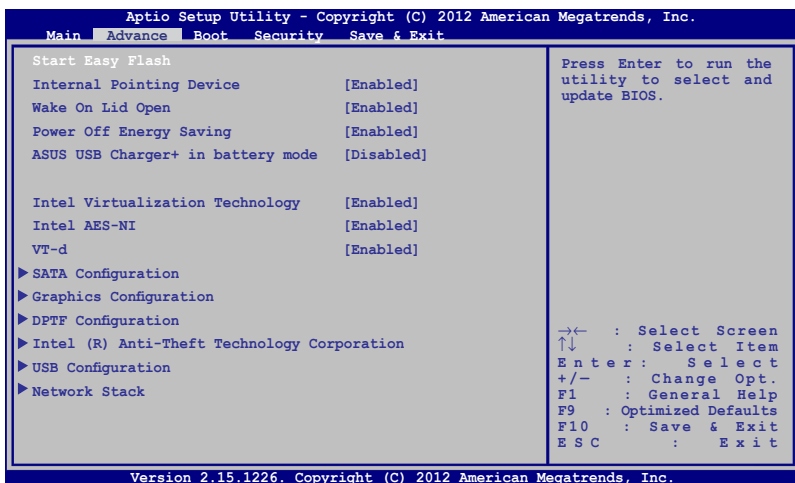 Aptio Setup Utility - Copyright (C) 2012 American Megatrends, Inc.
Main Advance Boot Security Save & Exit
Start Easy Flash
Internal Pointing Device [Enabled]
Wake On Lid Open [Enabled]
Power Off Energy Saving [Enabled]
ASUS USB Charger+ in battery mode [Disabled]
Intel Virtualization Technology [Enabled]
Intel AES-NI [Enabled]
VT-d [Enabled]
SATA Configuration
Graphics Configuration
DPTF Configuration
Intel (R) Anti-Theft Technology Corporation
USB Configuration
Network Stack
Press Enter to run the
utility to select and
update BIOS.
→← : Select Screen
↑↓ : Select Item
Enter: Select
+/— : Change Opt.
F1 : General Help
F9 : Optimized Defaults
F10 : Save & Exit
ESC : Exit
Version 2.15.1226. Copyright (C) 2012 American Megatrends, Inc.